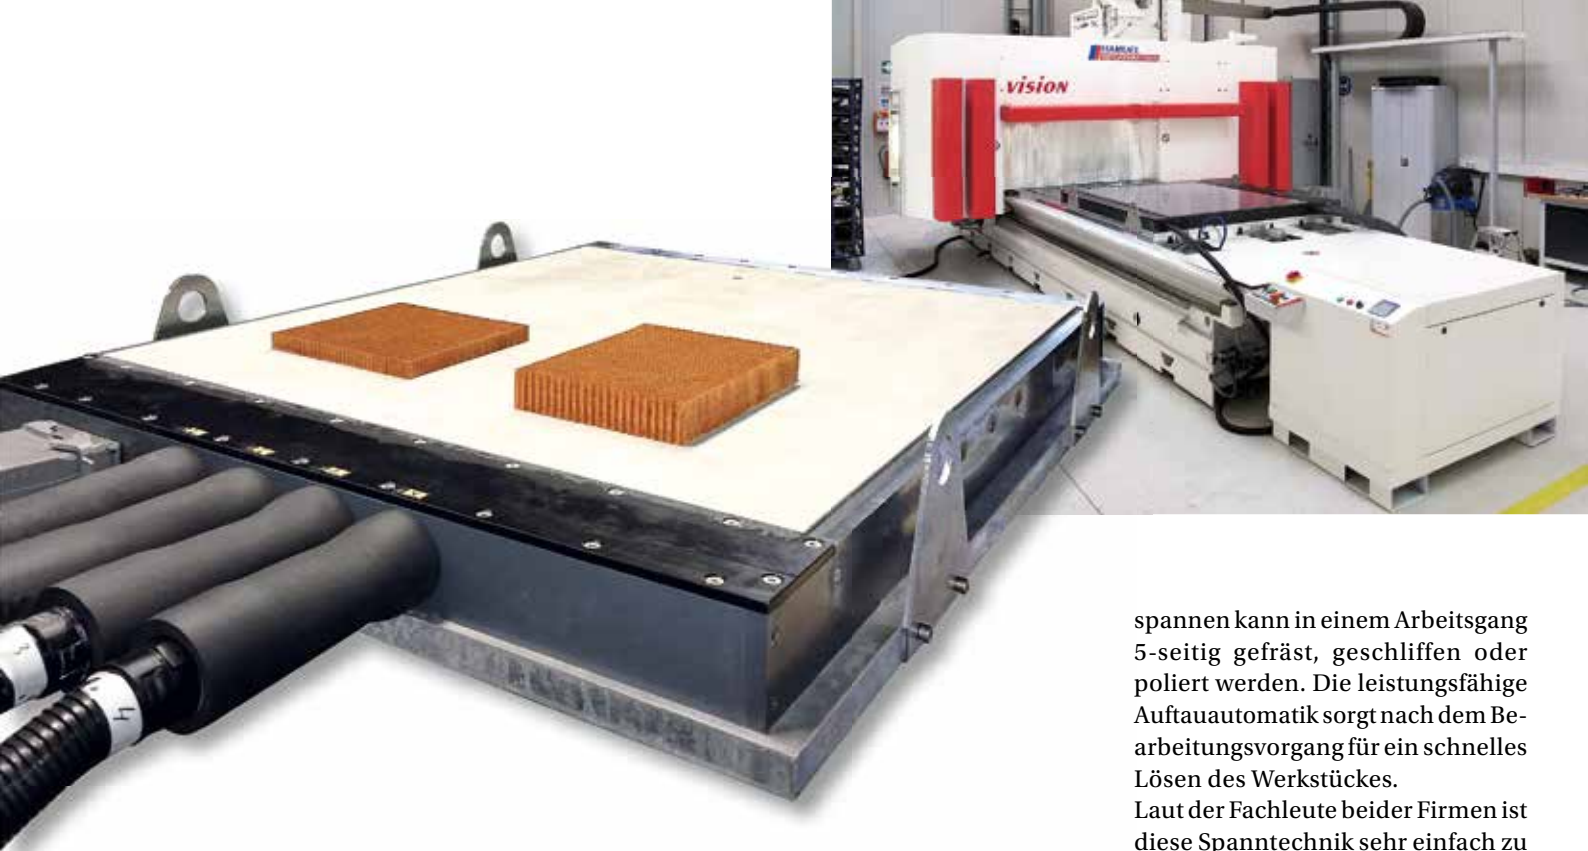 HAMUEL
vision
spannen kann in einem Arbeitsgang
5-seitig gefräst, geschliffen oder
poliert werden. Die leistungsfähige
Auftauautomatik sorgt nach dem Be-
arbeitungsvorgang für ein schnelles
Lösen des Werkstückes.
Laut der Fachleute beider Firmen ist
diese Spanntechnik sehr einfach zu